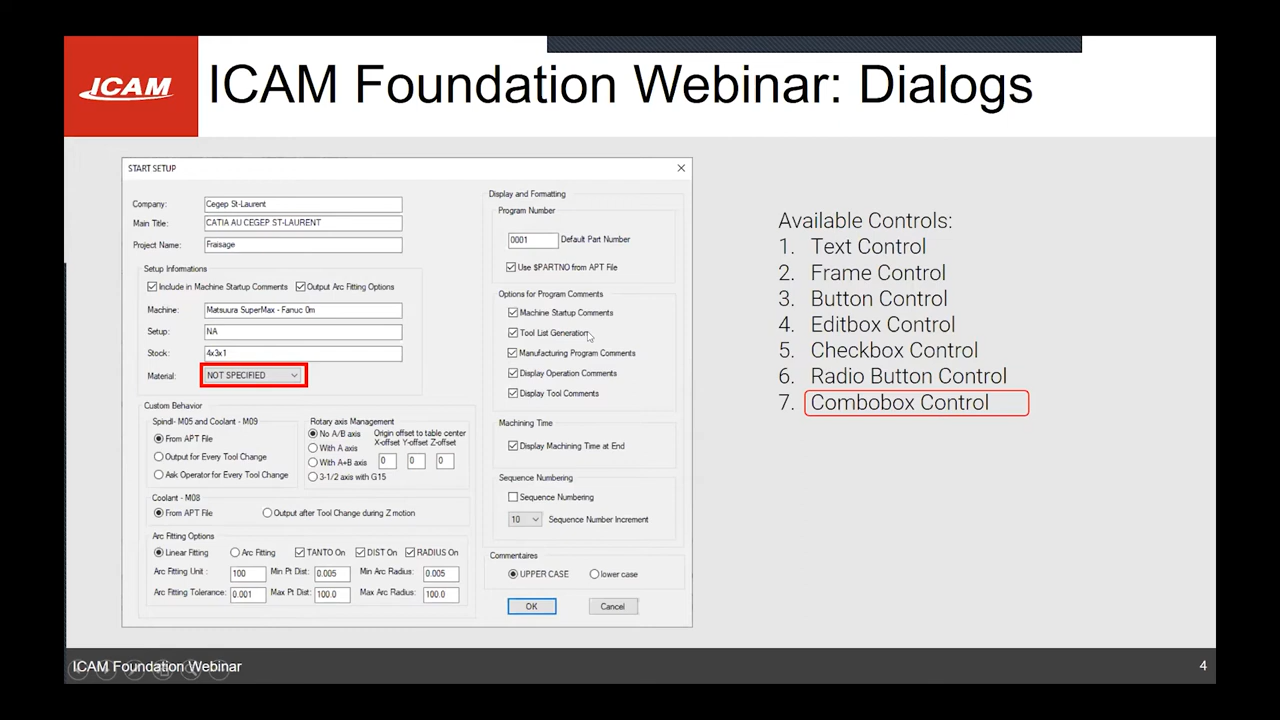 ICAM
ICAM Foundation Webinar: Dialogs
START SETUP
Company: Cegep St-Laurent
Main Title: CATIA AU CEGEP ST-LAURENT
Project Name: Fraisage
Setup Informations
Include in Machine Startup Comments Output Arc Fitting Options
Machine: Matsuura SuperMax - Fanuc 0m
Setup: NA
Stock: 4x3x1
Material: NOT SPECIFIED
Custom Behavior
Spindl- M05 and Coolant - M09
From APT File
Output for Every Tool Change
Ask Operator for Every Tool Change
Rotary axis Management
No A/B axis
With A axis
With A+B axis
3-1/2 axis with G15
Origin offset to table center
X-offset Y-offset Z-offset
0 0 0
Coolant - M08
From APT File Output after Tool Change during Z motion
Arc Fitting Options
Linear Fitting Arc Fitting TANTO On DIST On RADIUS On
Arc Fitting Unit : 100 Min Pt Dist: 0.005 Min Arc Radius: 0.005
Arc Fitting Tolerance: 0.001 Max Pt Dist: 100.0 Max Arc Radius: 100.0
Display and Formatting
Program Number
0001 Default Part Number
Use $PARTNO from APT File
Options for Program Comments
Machine Startup Comments
Tool List Generation
Manufacturing Program Comments
Display Operation Comments
Display Tool Comments
Machining Time
Display Machining Time at End
Sequence Numbering
Sequence Numbering
10 Sequence Number Increment
Commentaires
UPPER CASE lower case
OK Cancel
Available Controls:
1. Text Control
2. Frame Control
3. Button Control
4. Editbox Control
5. Checkbox Control
6. Radio Button Control
7. Combobox Control
ICAM Foundation Webinar
4